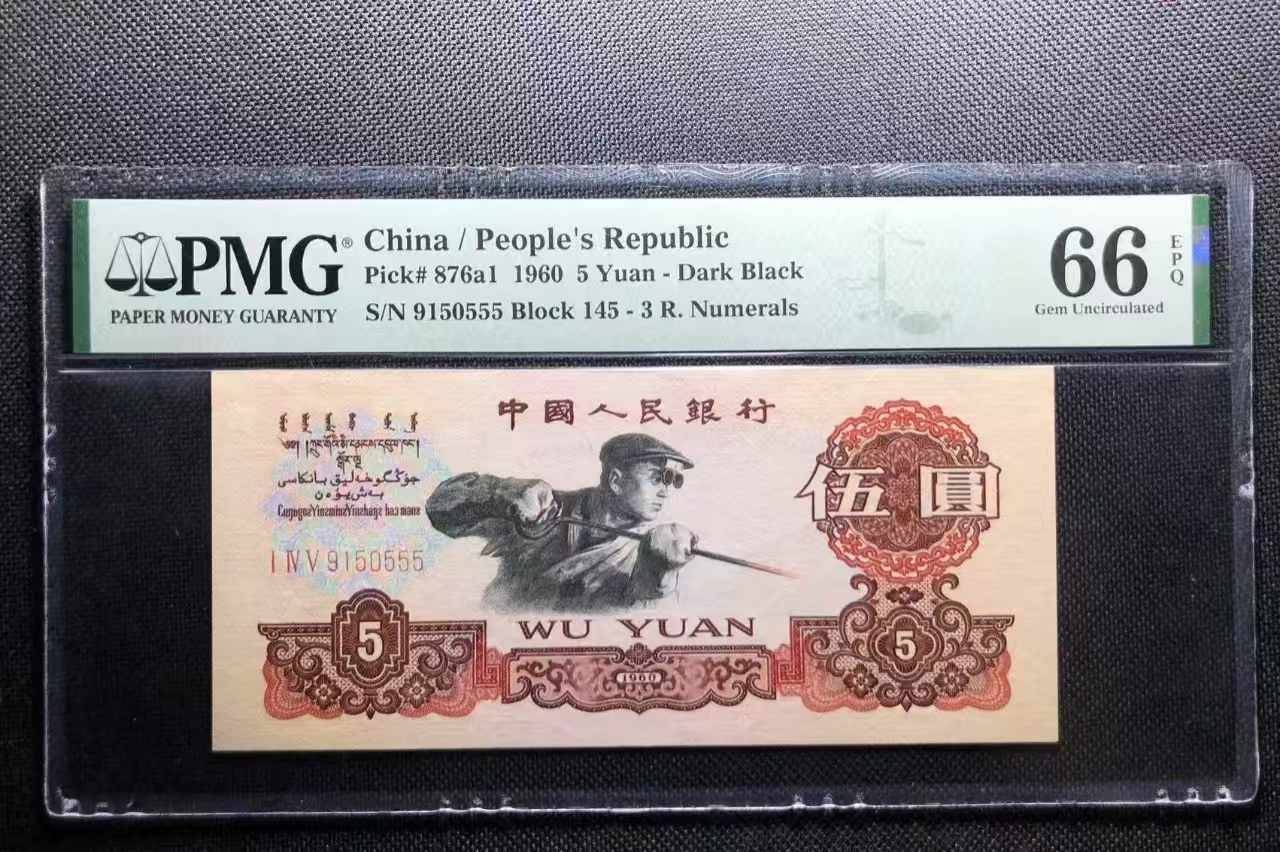 PMG®
PAPER MONEY GUARANTY
China / People's Republic
Pick# 876a1 1960 5 Yuan - Dark Black
S/N 9150555 Block 145 - 3 R. Numerals
66
EPQ
Gem Uncirculated
中國人民銀行
伍圓
I IV V 9150555
5
WU YUAN
1960
5